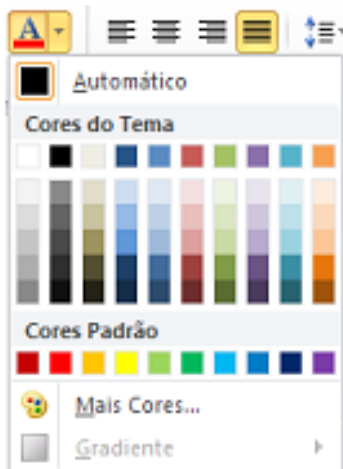 A
Automático
Cores do Tema
Cores Padrão
Mais Cores...
Gradiente